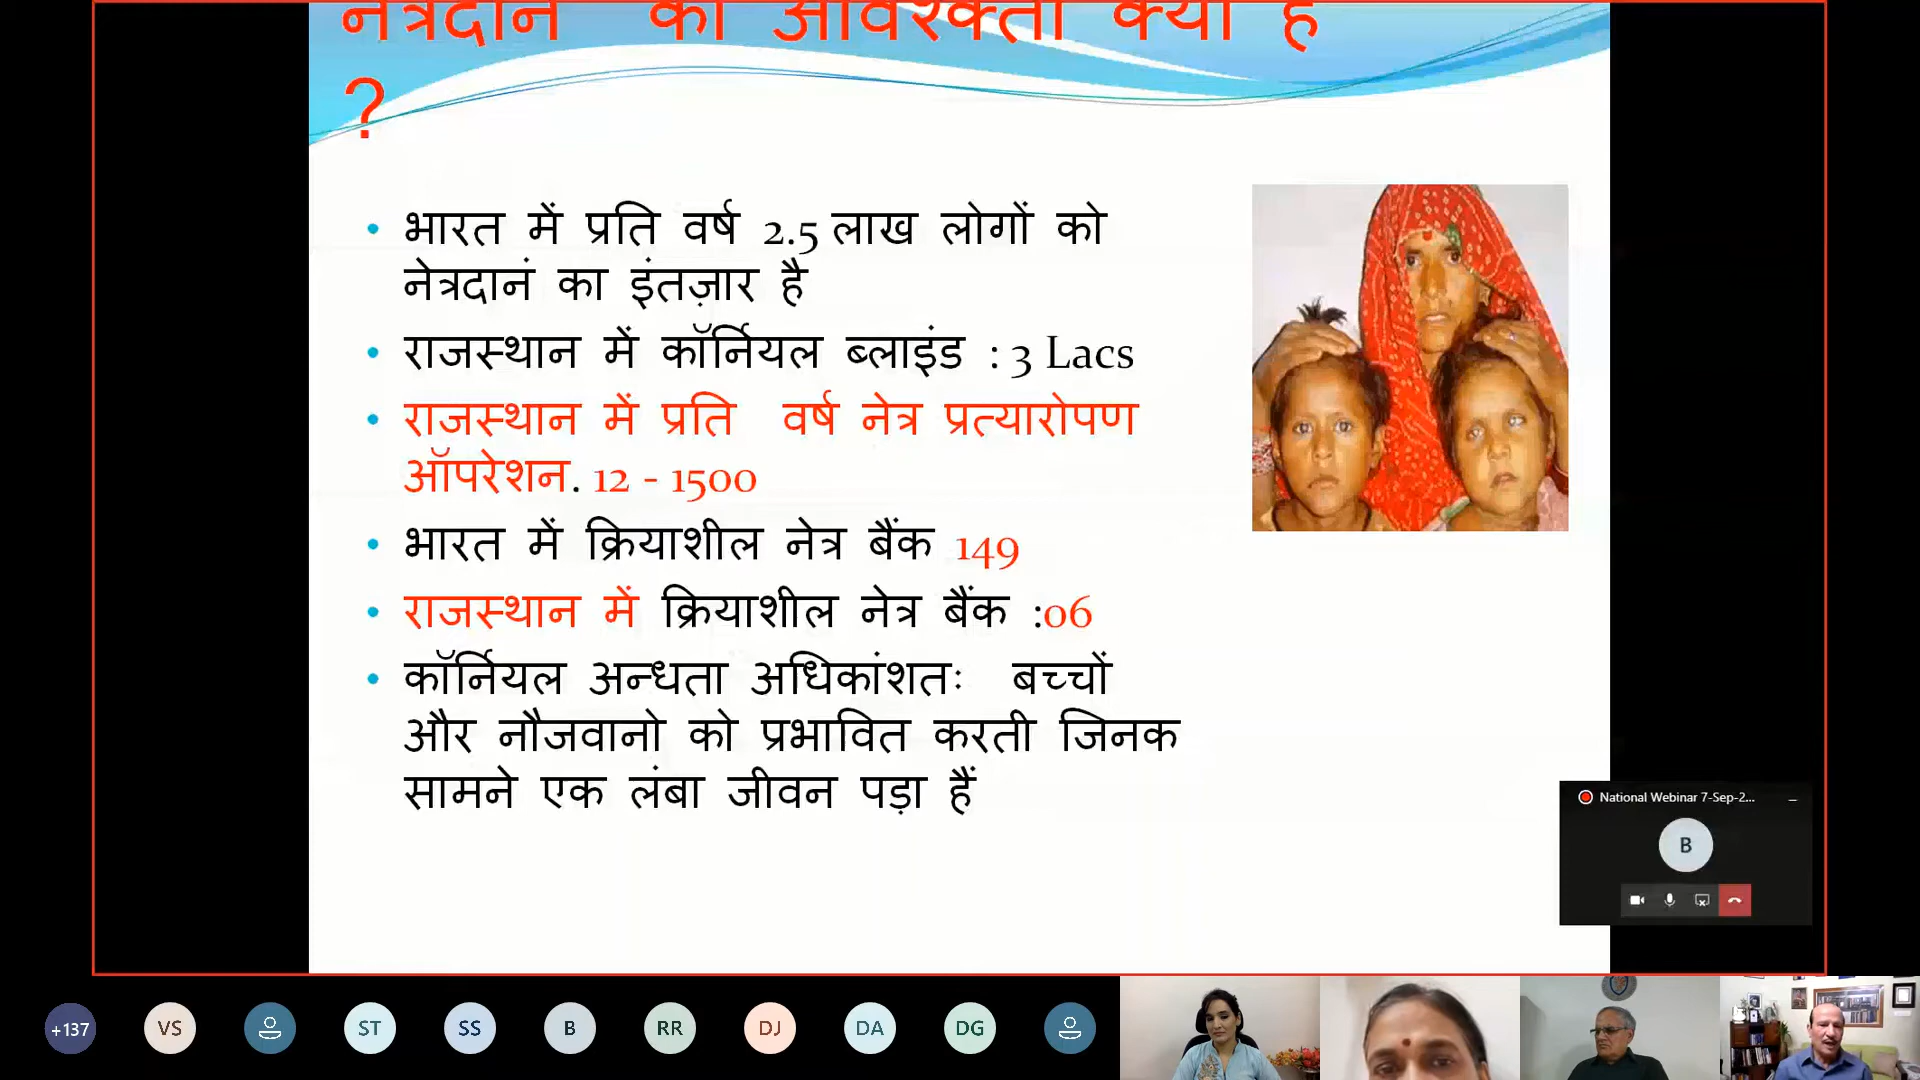 नेत्रदान की आवश्क्ता क्यों है
?
• भारत में प्रति वर्ष 2.5 लाख लोगों को
नेत्रदानं का इंतज़ार है
• राजस्थान में कॉर्नियल ब्लाइंड : 3 Lacs
• राजस्थान में प्रति वर्ष नेत्र प्रत्यारोपण
ऑपरेशन. 12 - 1500
• भारत में क्रियाशील नेत्र बैंक 149
• राजस्थान में क्रियाशील नेत्र बैंक :06
• कॉर्नियल अन्धता अधिकांशतः बच्चों
और नौजवानो को प्रभावित करती जिनक
सामने एक लंबा जीवन पड़ा हैं
National Webinar 7-Sep-2...
B
+137
VS
ST
SS
B
RR
DJ
DA
DG